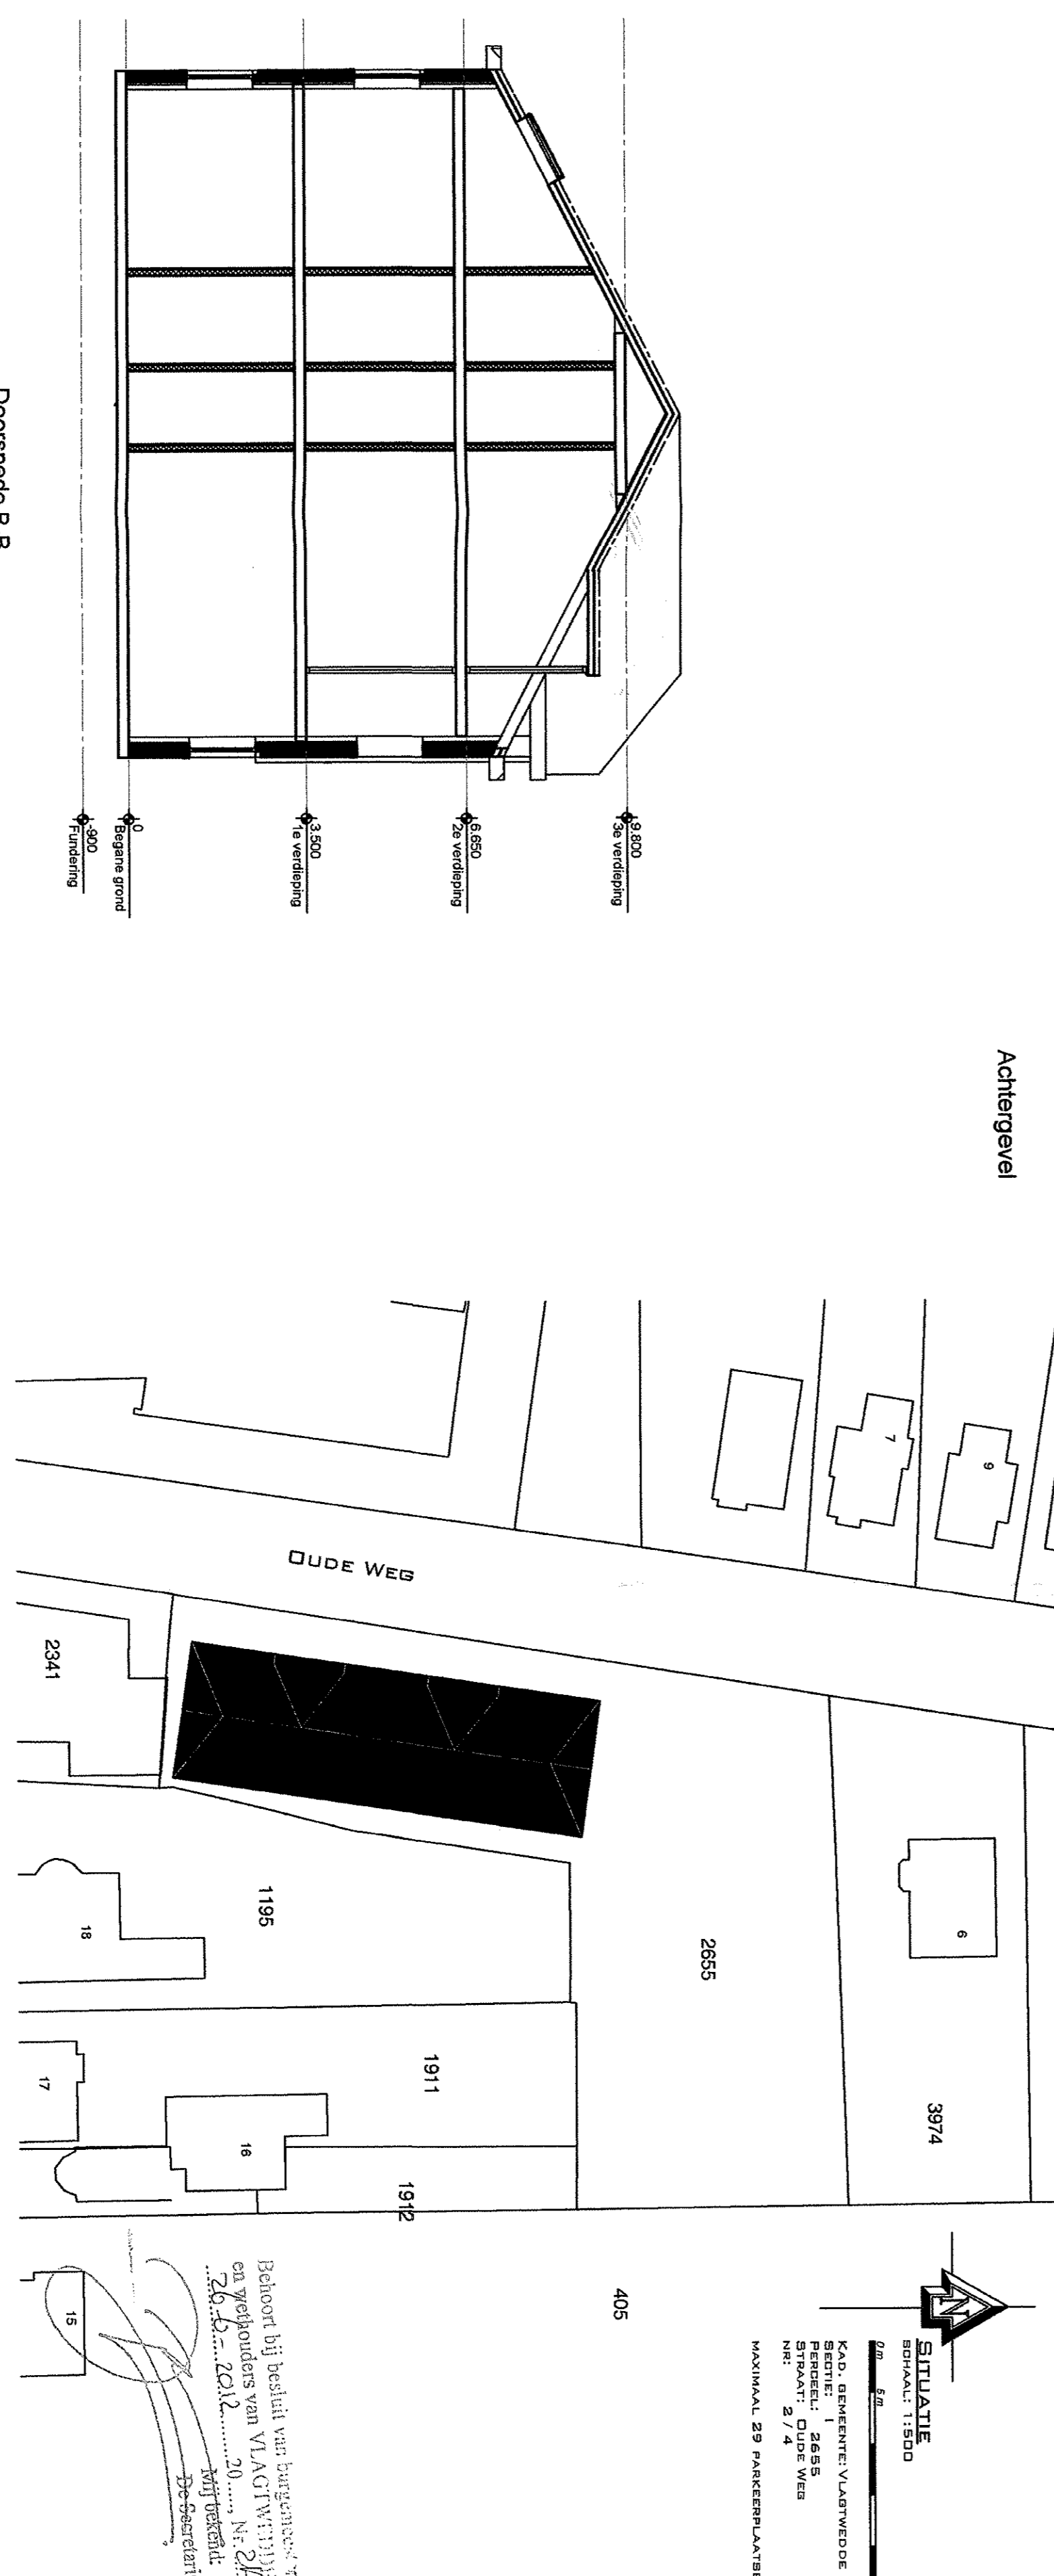 Doorsnede B-B
9.800
3e verdieping
6.650
2e verdieping
3.500
1e verdieping
0
Begane grond
-900
Fundering
Achtergevel
9
7
OUDE WEG
2341
1195
18
2655
6
3974
1911
17
16
1912
405
15
N
SITUATIE
SCHAAL: 1:500
0m 5m
KAD. GEMEENTE: VLAGTWEDDE
SECTIE: I
PERCEEL: 2655
STRAAT: OUDE WEG
NR: 2 / 4
MAXIMAAL 29 PARKEERPLAATSE
Behoort bij besluit van burgemeester
en wethouders van VLAGTWEDDE
26-6-2012 20....., Nr.
Mij bekend:
De Secretari